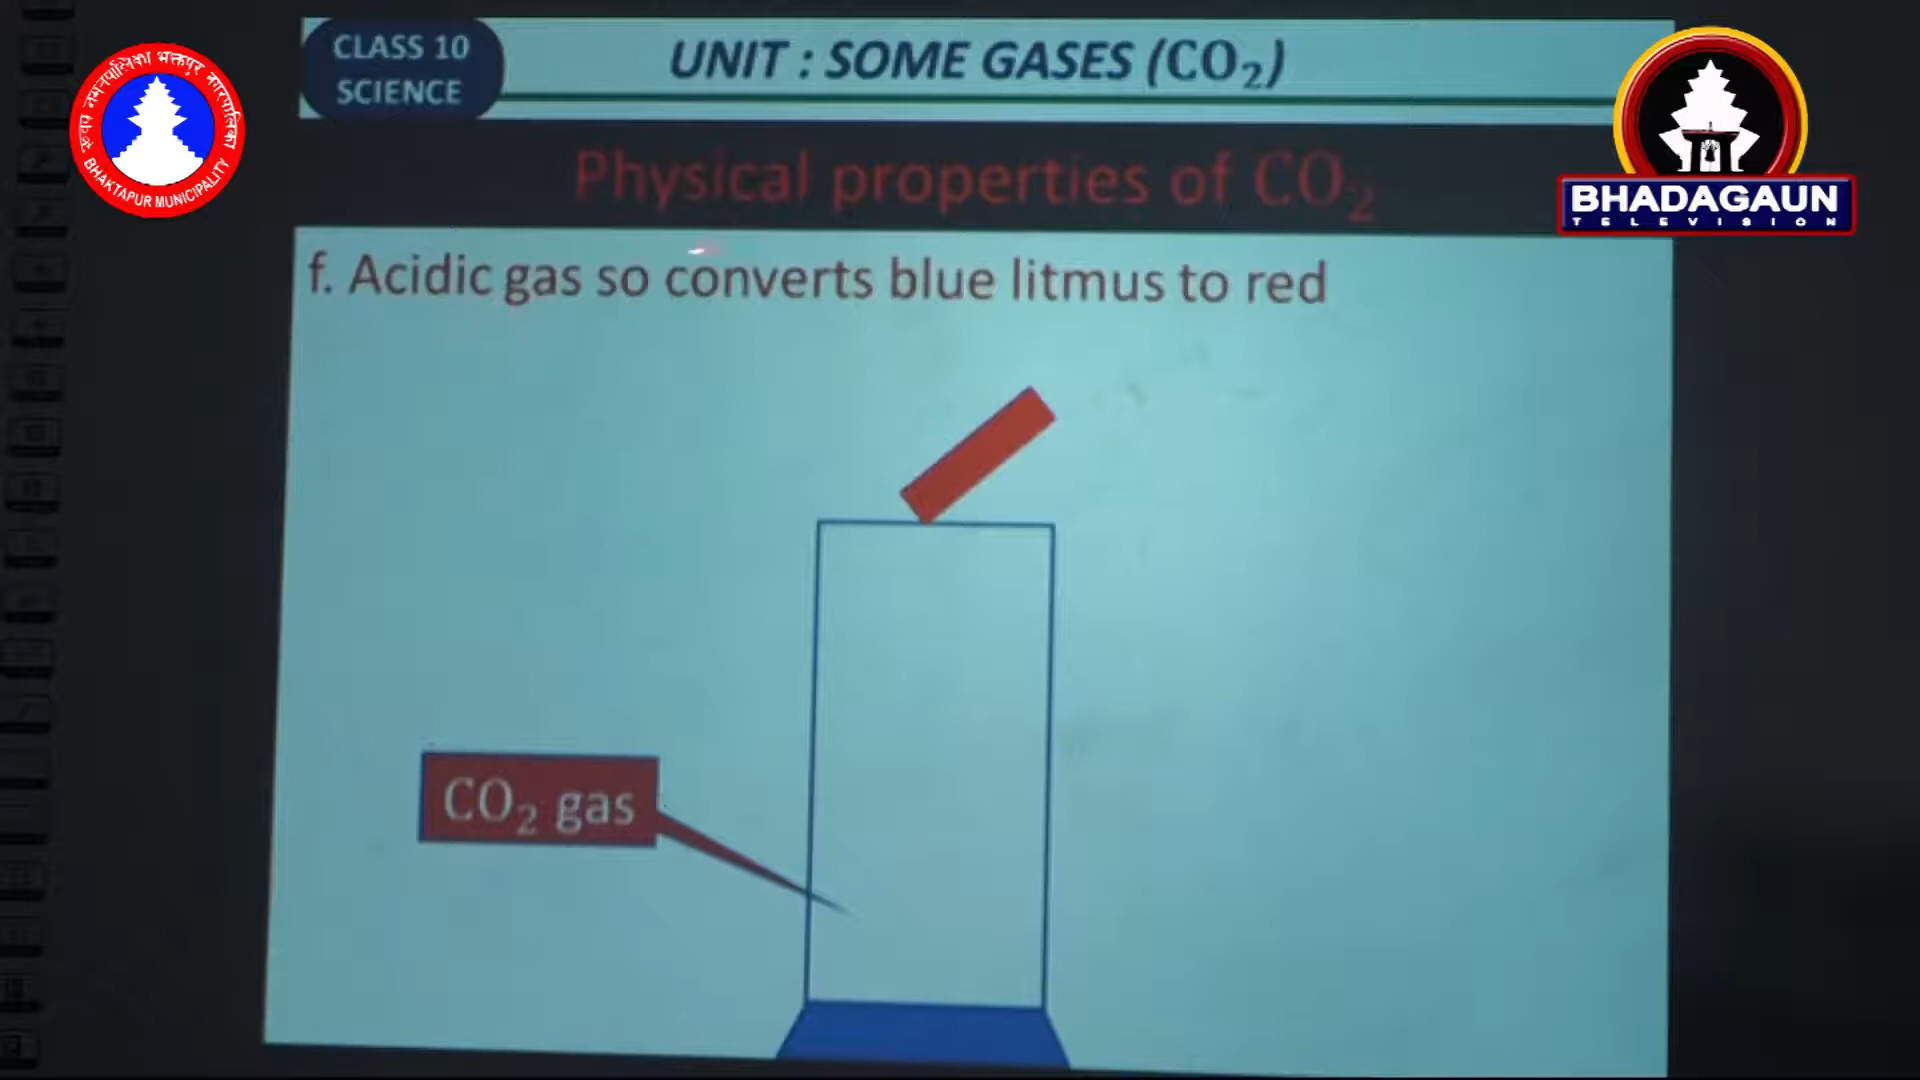 CLASS 10
SCIENCE
UNIT : SOME GASES (CO₂)
Physical properties of CO₂
f. Acidic gas so converts blue litmus to red
CO₂ gas
BHAKTAPUR MUNICIPALITY
BHADAGAUN
TELEVISION